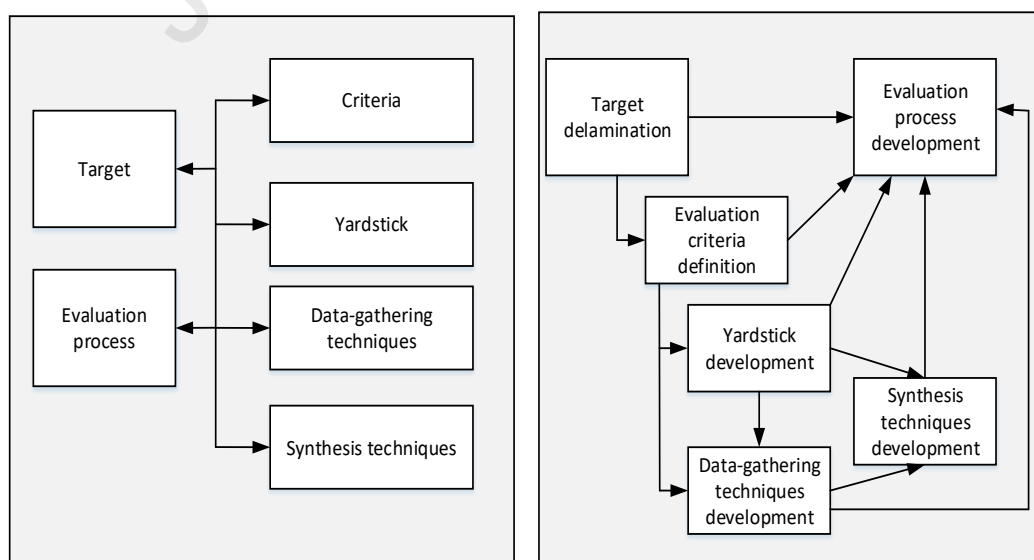 Target
Evaluation
process
Criteria
Yardstick
Data-gathering
techniques
Synthesis techniques
Target
delamination
Evaluation
process
development
Evaluation
criteria
definition
Yardstick
development
Synthesis
techniques
development
Data-gathering
techniques
development